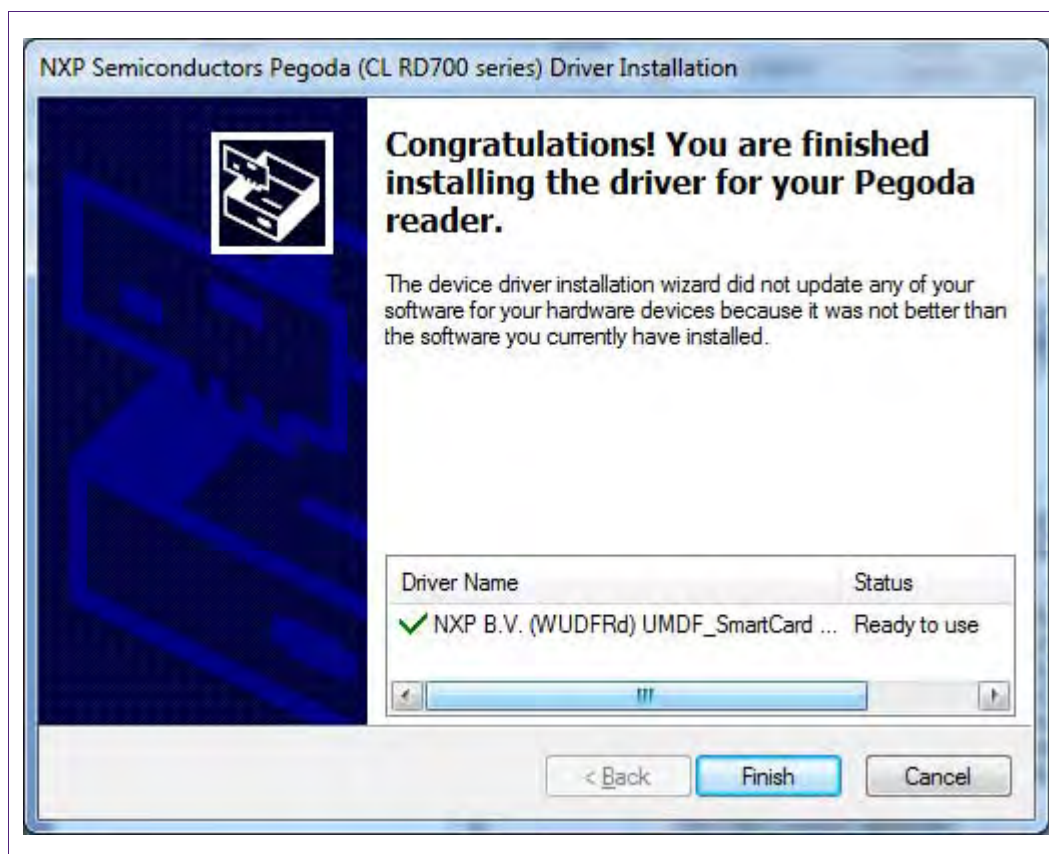 NXP Semiconductors Pegoda (CL RD700 series) Driver Installation
Congratulations! You are finished
installing the driver for your Pegoda
reader.
The device driver installation wizard did not update any of your
software for your hardware devices because it was not better than
the software you currently have installed.
Driver Name Status
NXP B.V. (WUDFRd) UMDF_SmartCard ... Ready to use
< Back Finish Cancel